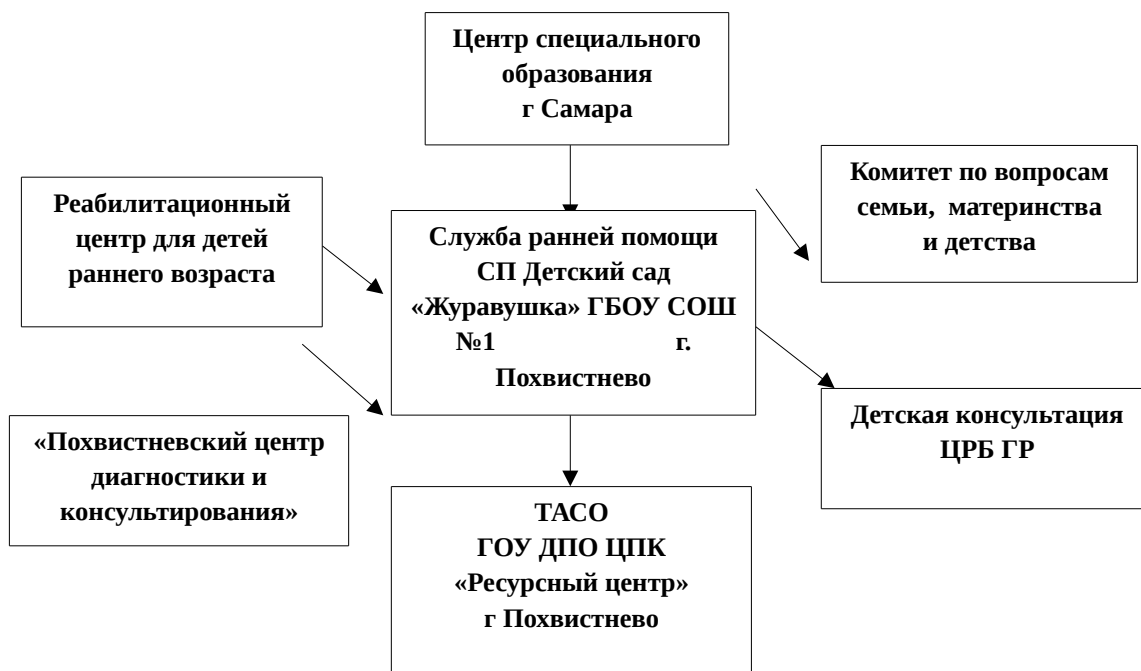 Центр специального
образования
г Самара
Реабилитационный
центр для детей
раннего возраста
Служба ранней помощи
СП Детский сад
«Журавушка» ГБОУ СОШ
№1 г.
Похвистнево
Комитет по вопросам
семьи, материнства
и детства
«Похвистневский центр
диагностики и
консультирования»
Детская консультация
ЦРБ ГР
ТАСО
ГОУ ДПО ЦПК
«Ресурсный центр»
г Похвистнево